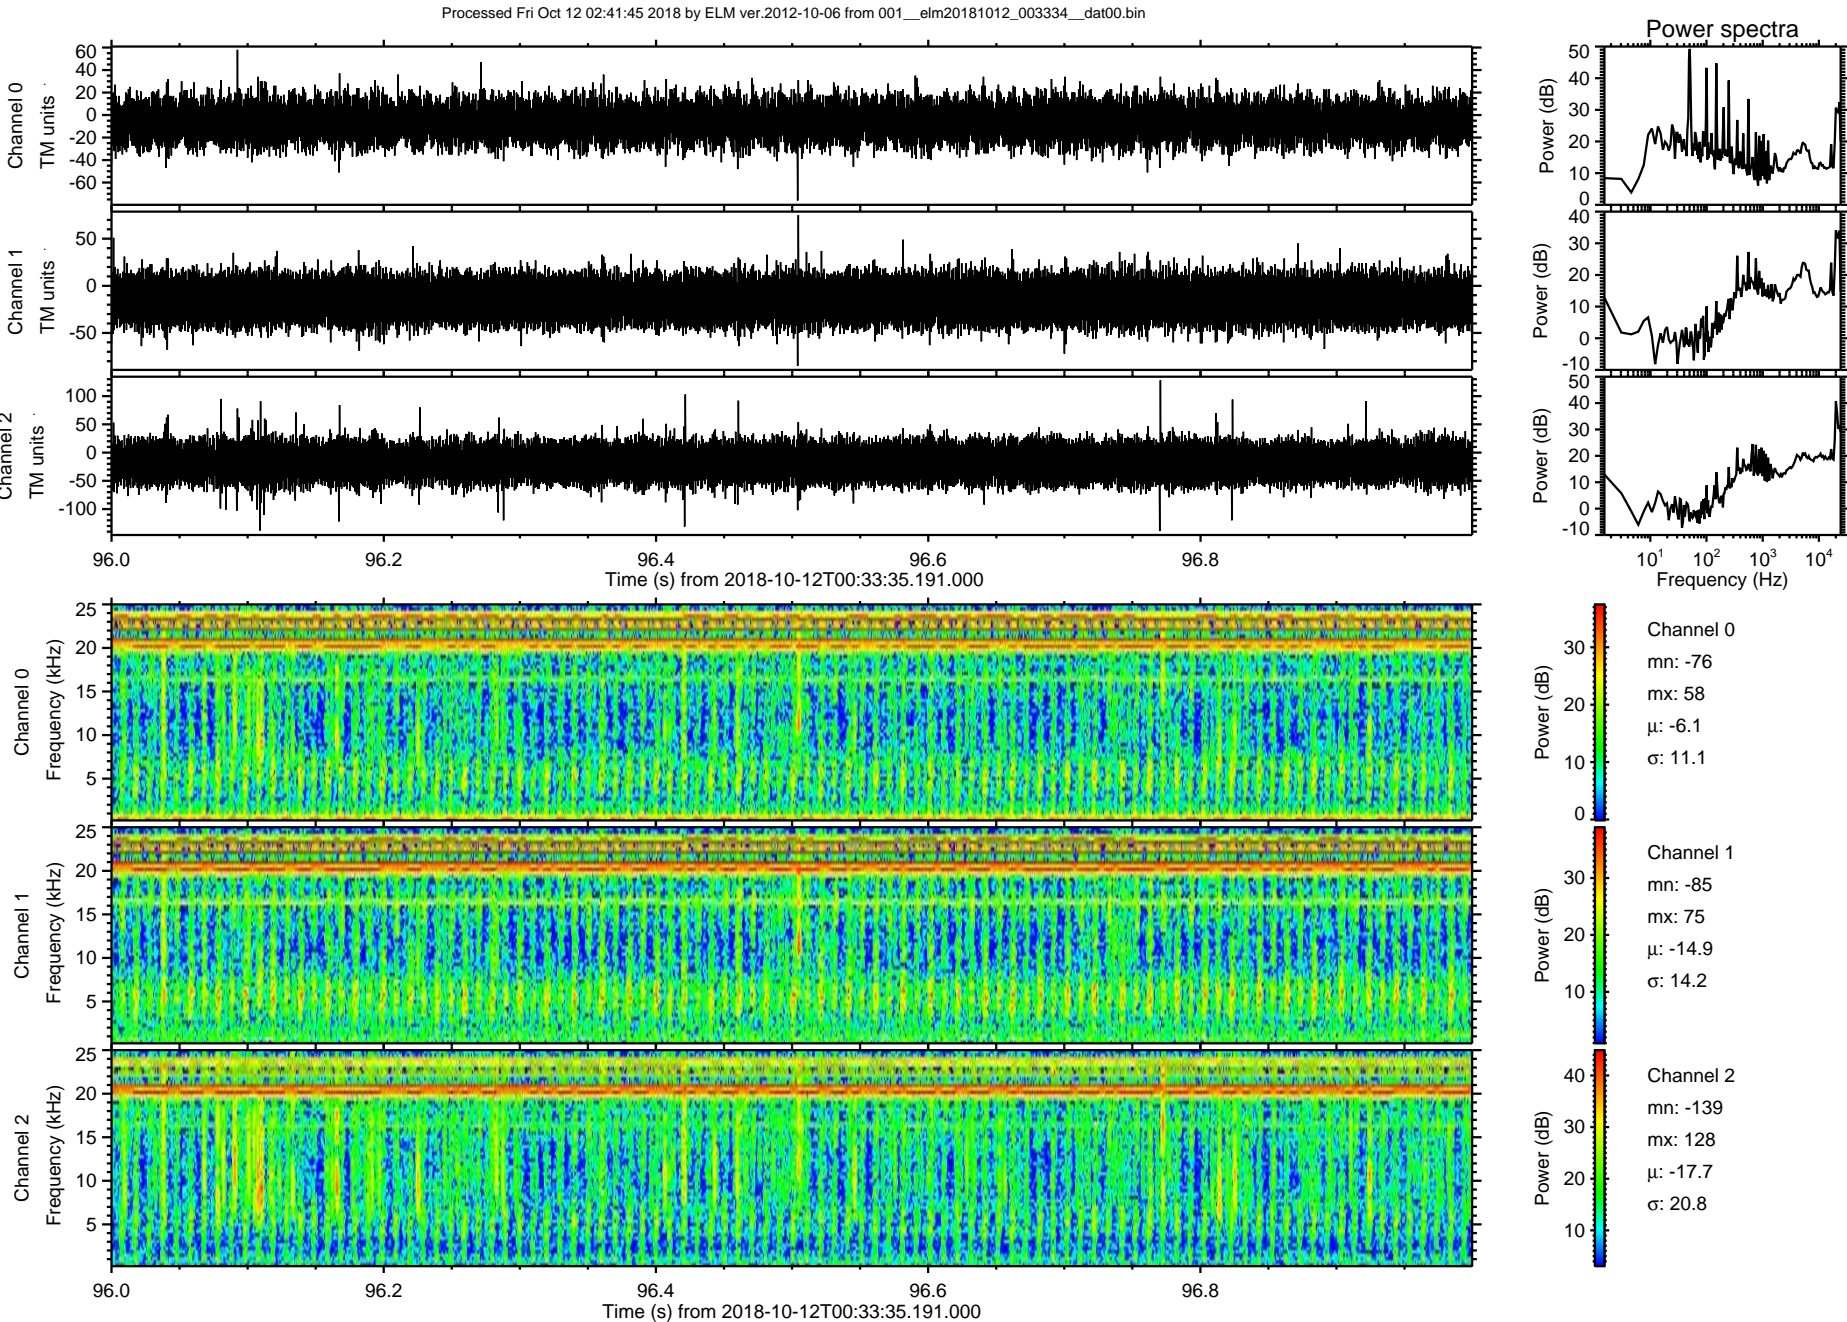 Processed Fri Oct 12 02:41:45 2018 by ELM ver.2012-10-06 from 001__elm20181012_003334__dat00.bin
Power spectra
Channel 0
TM units
60
40
20
0
-20
-40
-60
Power (dB)
50
40
30
20
10
0
Channel 1
TM units
50
0
-50
Power (dB)
40
30
20
10
0
-10
Channel 2
TM units
100
50
0
-50
-100
Power (dB)
50
40
30
20
10
0
-10
96.0 96.2 96.4 96.6 96.8
Time (s) from 2018-10-12T00:33:35.191.000
10^1 10^2 10^3 10^4
Frequency (Hz)
Channel 0
Frequency (kHz)
25
20
15
10
5
Power (dB)
30
20
10
0
Channel 0
mn: -76
mx: 58
μ: -6.1
σ: 11.1
Channel 1
Frequency (kHz)
25
20
15
10
5
Power (dB)
30
20
10
Channel 1
mn: -85
mx: 75
μ: -14.9
σ: 14.2
Channel 2
Frequency (kHz)
25
20
15
10
5
Power (dB)
40
30
20
10
Channel 2
mn: -139
mx: 128
μ: -17.7
σ: 20.8
96.0 96.2 96.4 96.6 96.8
Time (s) from 2018-10-12T00:33:35.191.000